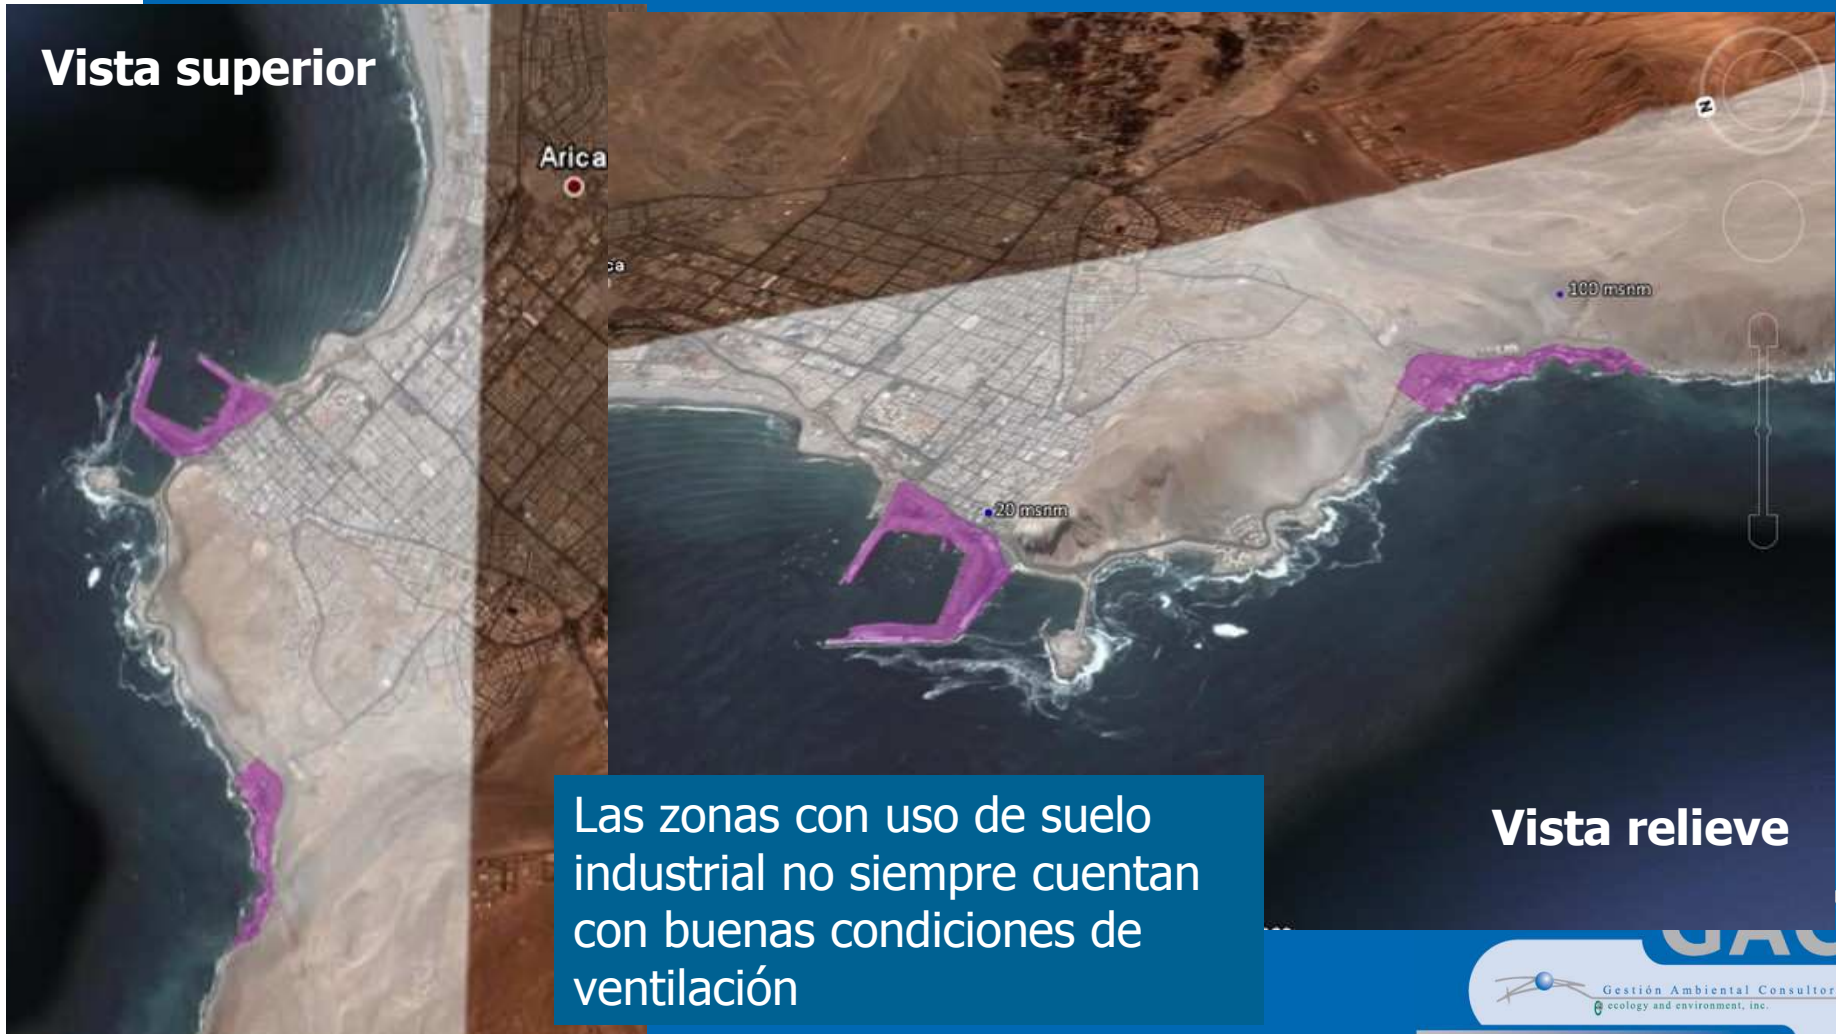 Vista superior
Arica
ca
N
100 msnm
20 msnm
Las zonas con uso de suelo
industrial no siempre cuentan
con buenas condiciones de
ventilación
Vista relieve
GAC
Gestión Ambiental Consultor
ecology and environment, inc.